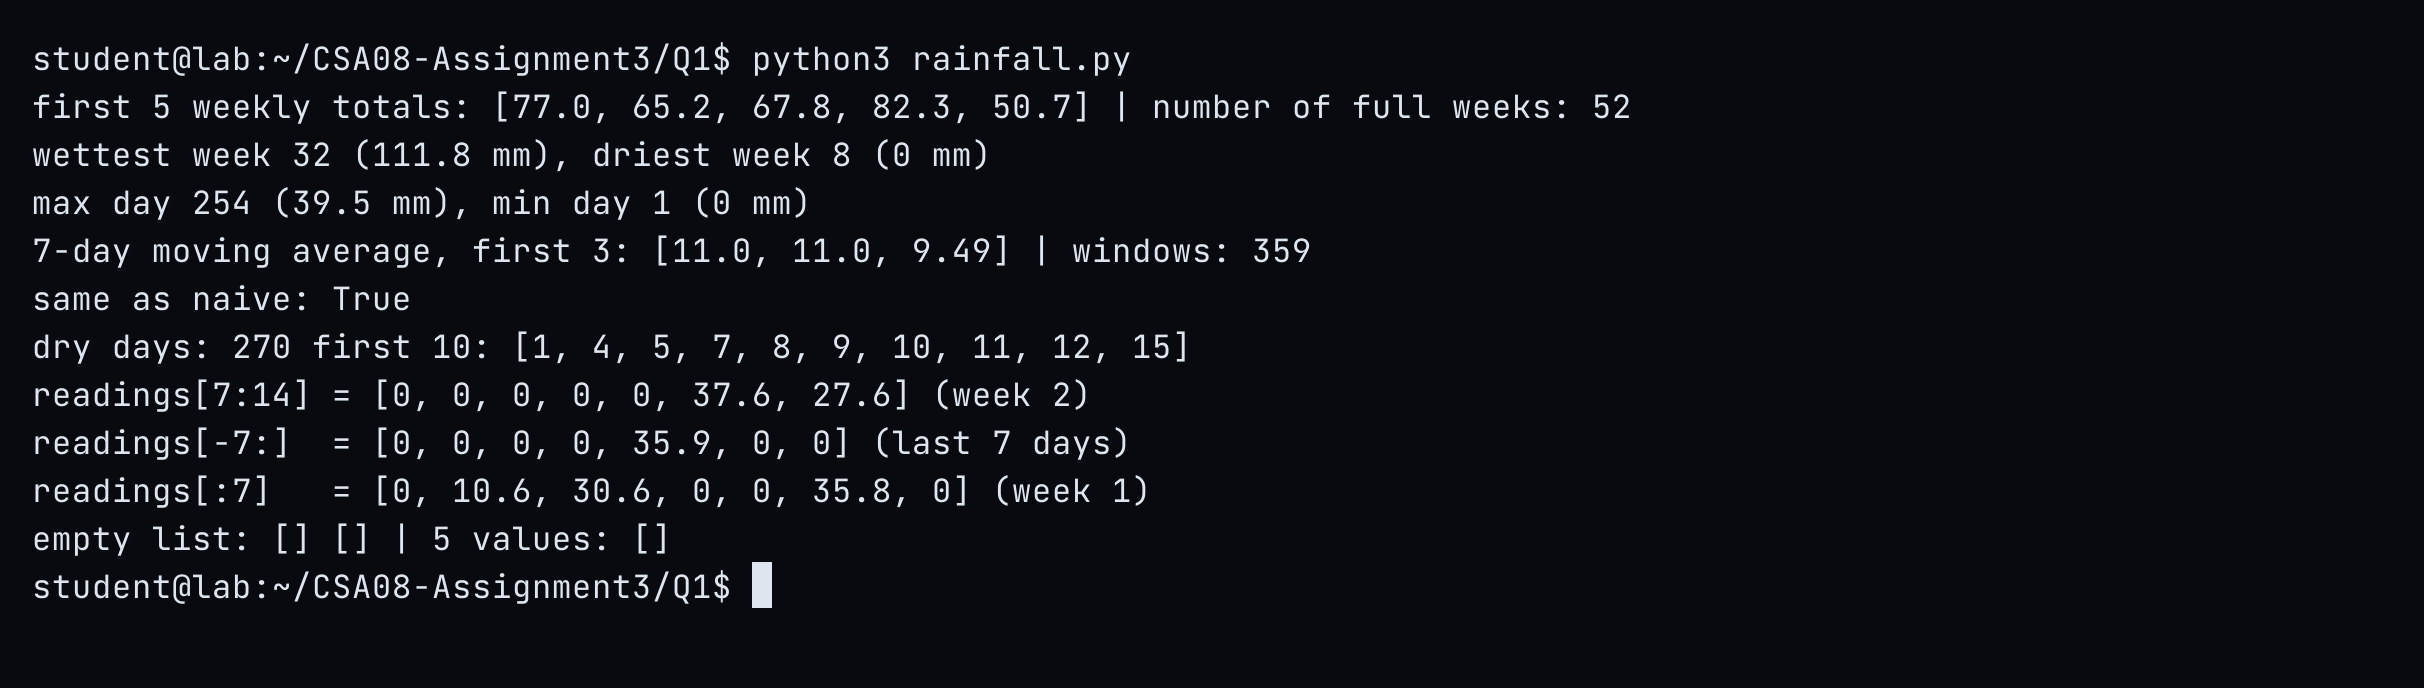 student@lab:~/CSA08-Assignment3/Q1$ python3 rainfall.py
first 5 weekly totals: [77.0, 65.2, 67.8, 82.3, 50.7] | number of full weeks: 52
wettest week 32 (111.8 mm), driest week 8 (0 mm)
max day 254 (39.5 mm), min day 1 (0 mm)
7-day moving average, first 3: [11.0, 11.0, 9.49] | windows: 359
same as naive: True
dry days: 270 first 10: [1, 4, 5, 7, 8, 9, 10, 11, 12, 15]
readings[7:14] = [0, 0, 0, 0, 0, 37.6, 27.6] (week 2)
readings[-7:]  = [0, 0, 0, 0, 35.9, 0, 0] (last 7 days)
readings[:7]   = [0, 10.6, 30.6, 0, 0, 35.8, 0] (week 1)
empty list: [] [] | 5 values: []
student@lab:~/CSA08-Assignment3/Q1$